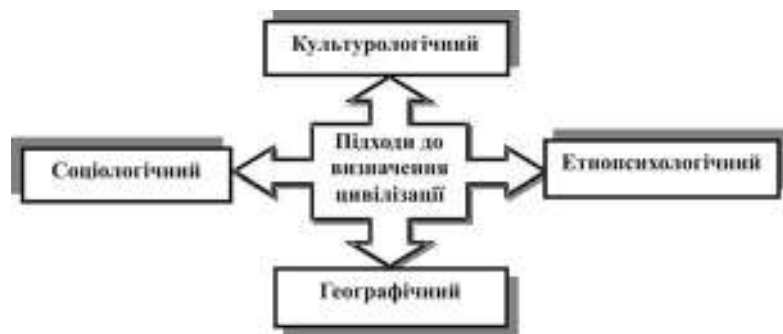 Культурологічний
Соціологічний
Підходи до
визначення
цивілізації
Етнопсихологічний
Географічний